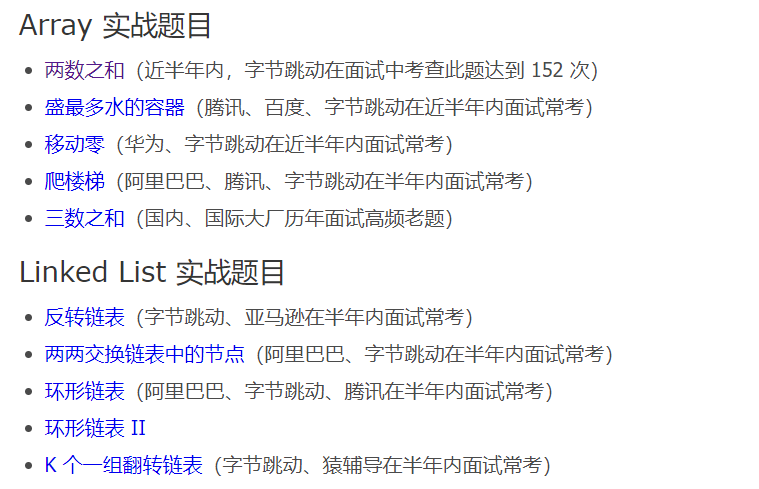 Array 实战题目
两数之和（近半年内，字节跳动在面试中考查此题达到 152 次）
盛最多水的容器（腾讯、百度、字节跳动在近半年内面试常考）
移动零（华为、字节跳动在近半年内面试常考）
爬楼梯（阿里巴巴、腾讯、字节跳动在半年内面试常考）
三数之和（国内、国际大厂历年面试高频老题）
Linked List 实战题目
反转链表（字节跳动、亚马逊在半年内面试常考）
两两交换链表中的节点（阿里巴巴、字节跳动在半年内面试常考）
环形链表（阿里巴巴、字节跳动、腾讯在半年内面试常考）
环形链表 II
K 个一组翻转链表（字节跳动、猿辅导在半年内面试常考）